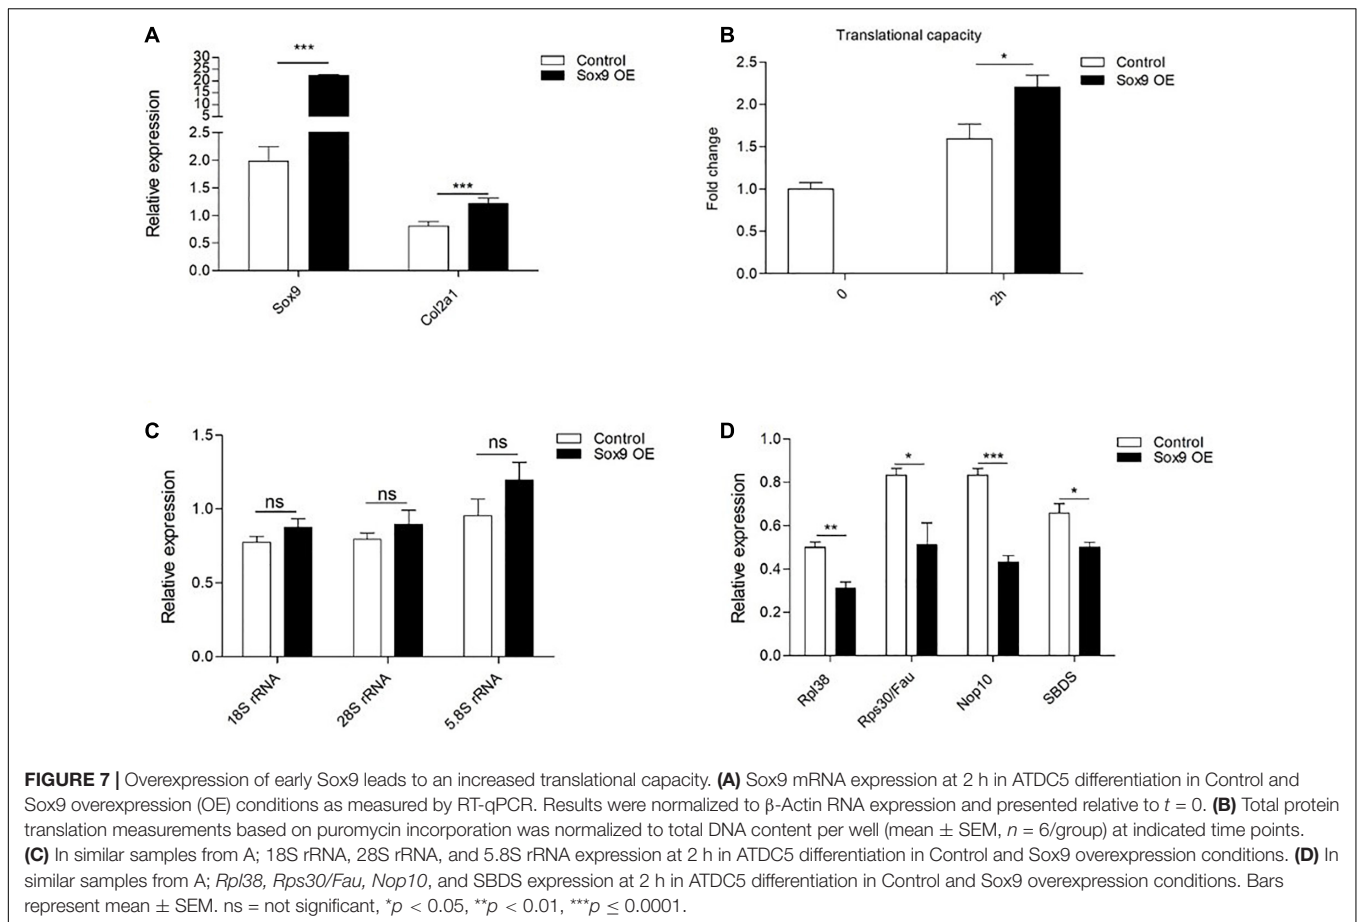 A
***
30
25
20
15
10
5
2.5
2.0
1.5
1.0
0.5
0.0
Relative expression
***
Sox9
Col2a1
Control
Sox9 OE
B
Translational capacity
2.5
2.0
1.5
1.0
0.5
0.0
Fold change
*
0
2h
Control
Sox9 OE
C
1.5
1.0
0.5
0.0
Relative expression
ns
ns
ns
18S rRNA
28S rRNA
5.8S rRNA
Control
Sox9 OE
D
1.0
0.8
0.6
0.4
0.2
0.0
Relative expression
**
*
***
*
Rpl38
Rps30/Fau
Nop10
SBDS
Control
Sox9 OE
FIGURE 7 | Overexpression of early Sox9 leads to an increased translational capacity. (A) Sox9 mRNA expression at 2 h in ATDC5 differentiation in Control and
Sox9 overexpression (OE) conditions as measured by RT-qPCR. Results were normalized to β-Actin RNA expression and presented relative to t = 0. (B) Total protein
translation measurements based on puromycin incorporation was normalized to total DNA content per well (mean ± SEM, n = 6/group) at indicated time points.
(C) In similar samples from A; 18S rRNA, 28S rRNA, and 5.8S rRNA expression at 2 h in ATDC5 differentiation in Control and Sox9 overexpression conditions. (D) In
similar samples from A; Rpl38, Rps30/Fau, Nop10, and SBDS expression at 2 h in ATDC5 differentiation in Control and Sox9 overexpression conditions. Bars
represent mean ± SEM. ns = not significant, *p < 0.05, **p < 0.01, ***p ≤ 0.0001.